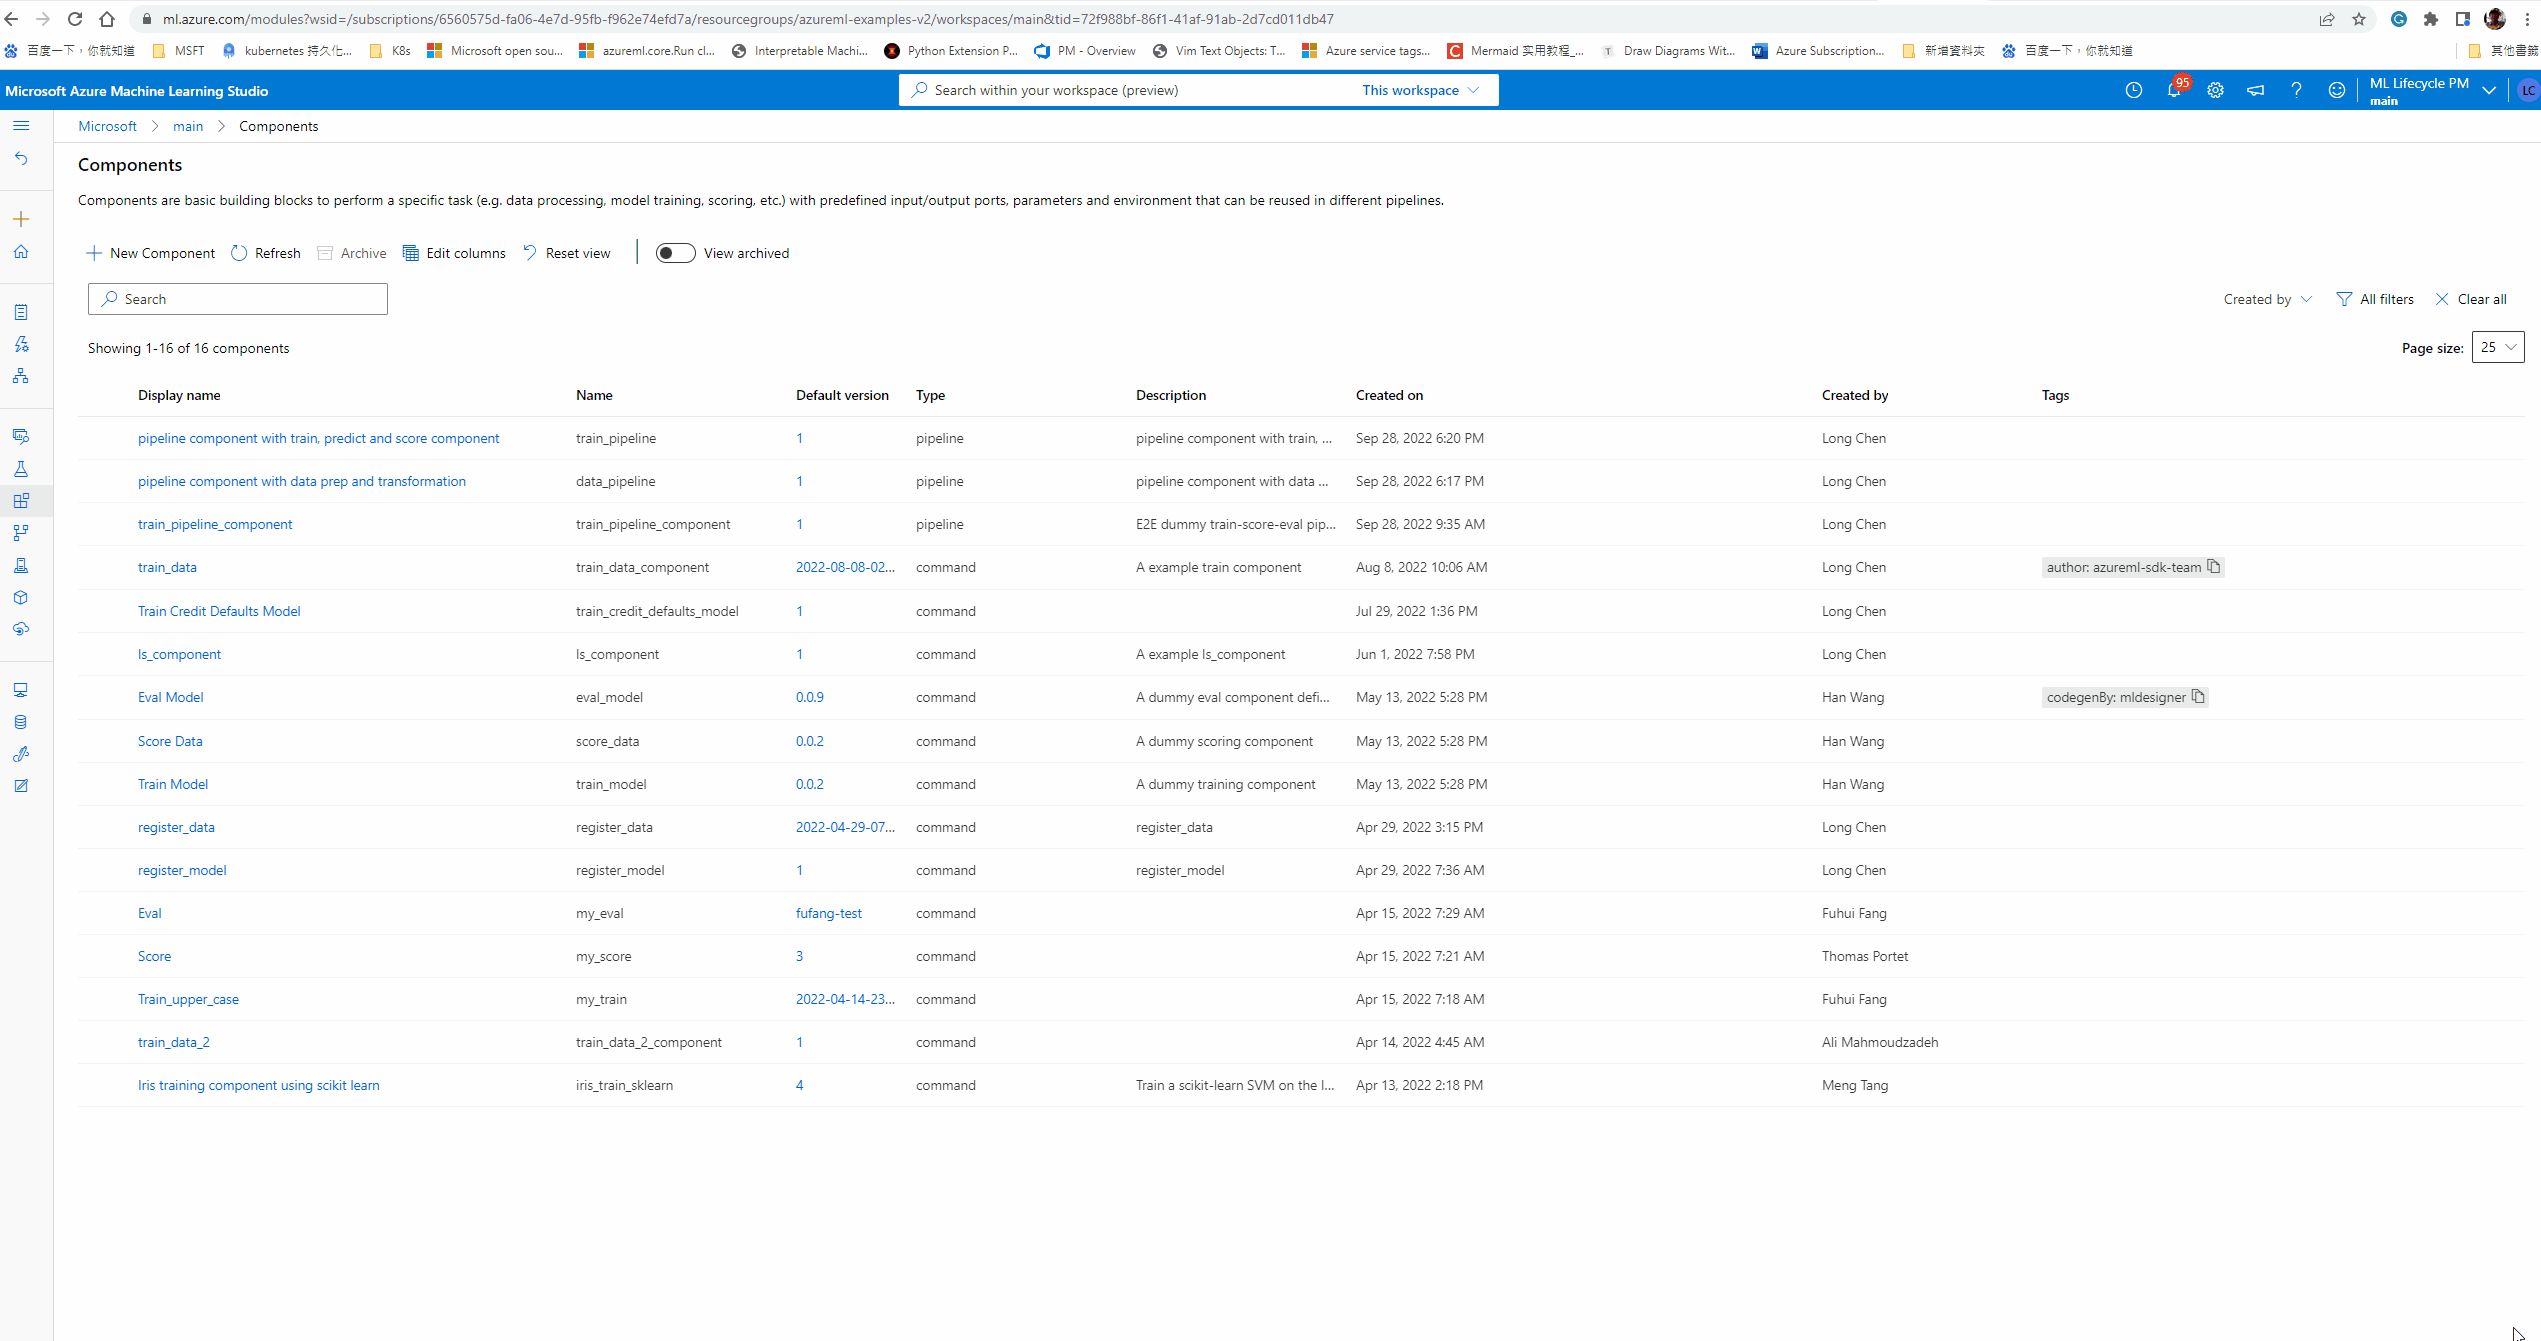 ml.azure.com/modules?wsid=/subscriptions/6560575d-fa06-4e7d-95fb-f962e74efd7a/resourcegroups/azureml-examples-v2/workspaces/main&tid=72f988bf-86f1-41af-91ab-2d7cd011db47
百度一下，你就知道 MSFT kubernetes 持久化... K8s Microsoft open sou... azureml.core.Run cl... Interpretable Machi... Python Extension P... PM - Overview Vim Text Objects: T... Azure service tags... Mermaid 实用教程_... Draw Diagrams Wit... Azure Subscription... 新增資料夾 百度一下，你就知道 其他書籤
Microsoft Azure Machine Learning Studio Search within your workspace (preview) This workspace 95 ML Lifecycle PM LC
main
Microsoft main Components
Components
Components are basic building blocks to perform a specific task (e.g. data processing, model training, scoring, etc.) with predefined input/output ports, parameters and environment that can be reused in different pipelines.
New Component Refresh Archive Edit columns Reset view View archived
Search Created by All filters Clear all
Showing 1-16 of 16 components Page size: 25
Display name Name Default version Type Description Created on Created by Tags
pipeline component with train, predict and score component train_pipeline 1 pipeline pipeline component with train, ... Sep 28, 2022 6:20 PM Long Chen
pipeline component with data prep and transformation data_pipeline 1 pipeline pipeline component with data ... Sep 28, 2022 6:17 PM Long Chen
train_pipeline_component train_pipeline_component 1 pipeline E2E dummy train-score-eval pip... Sep 28, 2022 9:35 AM Long Chen
train_data train_data_component 2022-08-08-02... command A example train component Aug 8, 2022 10:06 AM Long Chen author: azureml-sdk-team
Train Credit Defaults Model train_credit_defaults_model 1 command Jul 29, 2022 1:36 PM Long Chen
ls_component ls_component 1 command A example ls_component Jun 1, 2022 7:58 PM Long Chen
Eval Model eval_model 0.0.9 command A dummy eval component defi... May 13, 2022 5:28 PM Han Wang codegenBy: mldesigner
Score Data score_data 0.0.2 command A dummy scoring component May 13, 2022 5:28 PM Han Wang
Train Model train_model 0.0.2 command A dummy training component May 13, 2022 5:28 PM Han Wang
register_data register_data 2022-04-29-07... command register_data Apr 29, 2022 3:15 PM Long Chen
register_model register_model 1 command register_model Apr 29, 2022 7:36 AM Long Chen
Eval my_eval fufang-test command Apr 15, 2022 7:29 AM Fuhui Fang
Score my_score 3 command Apr 15, 2022 7:21 AM Thomas Portet
Train_upper_case my_train 2022-04-14-23... command Apr 15, 2022 7:18 AM Fuhui Fang
train_data_2 train_data_2_component 1 command Apr 14, 2022 4:45 AM Ali Mahmoudzadeh
Iris training component using scikit learn iris_train_sklearn 4 command Train a scikit-learn SVM on the I... Apr 13, 2022 2:18 PM Meng Tang